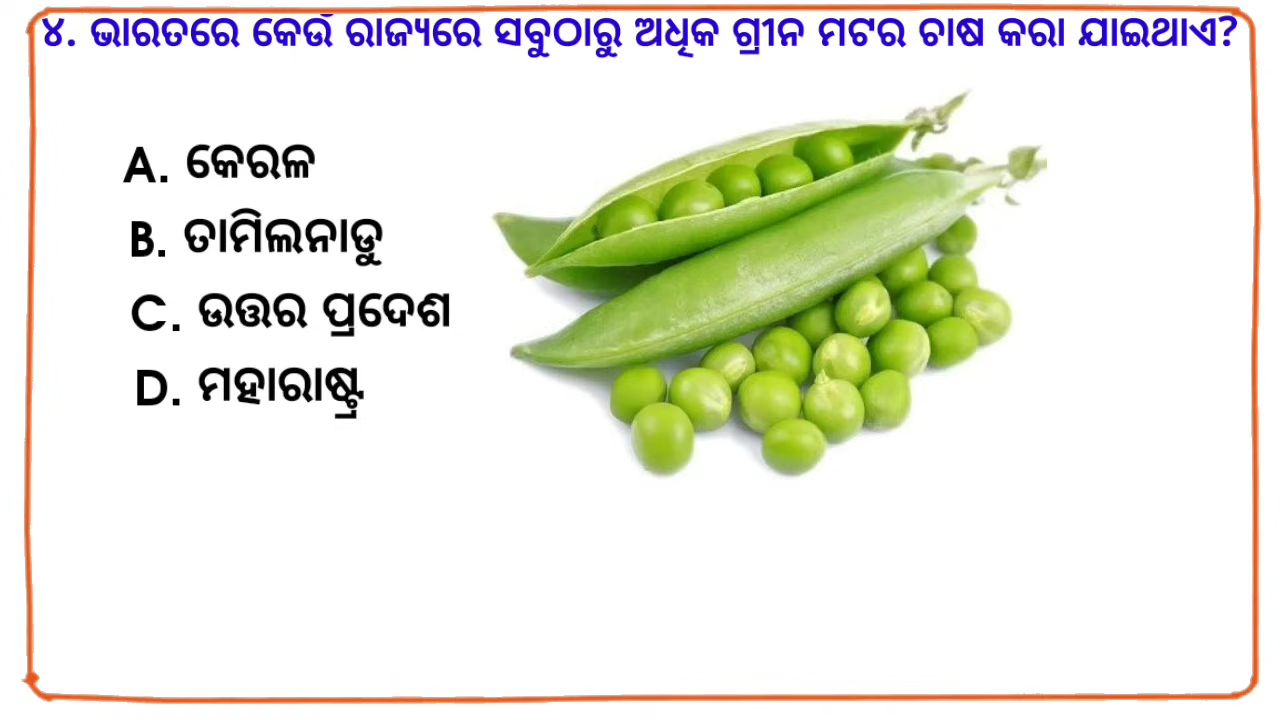 ୪. ଭାରତରେ କେଉଁ ରାଜ୍ୟରେ ସବୁଠାରୁ ଅଧିକ ଗ୍ରୀନ ମଟର ଚାଷ କରା ଯାଇଥାଏ?
A. କେରଳ
B. ତାମିଲନାଡୁ
C. ଉତ୍ତର ପ୍ରଦେଶ
D. ମହାରାଷ୍ଟ୍ର